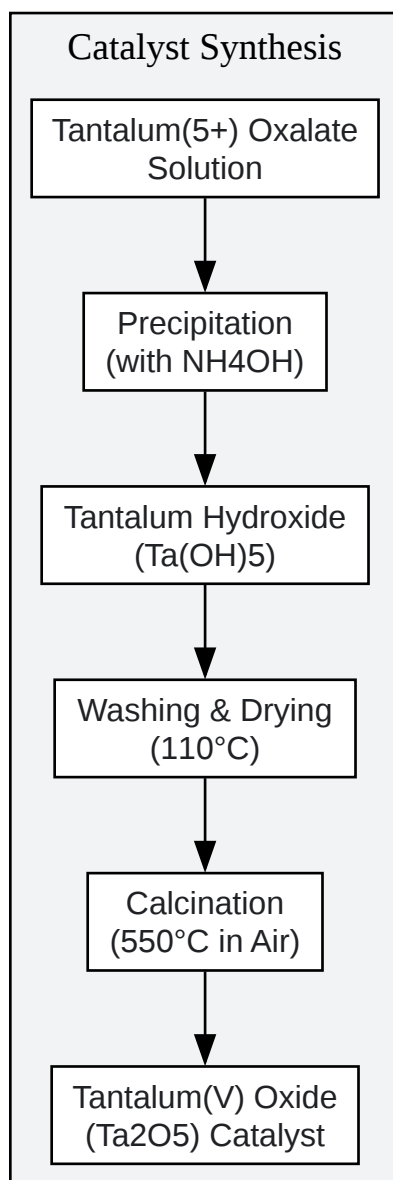 Catalyst Synthesis
Tantalum(5+) Oxalate
Solution
Precipitation
(with NH4OH)
Tantalum Hydroxide
(Ta(OH)5)
Washing & Drying
(110°C)
Calcination
(550°C in Air)
Tantalum(V) Oxide
(Ta2O5) Catalyst